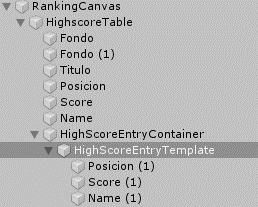 RankingCanvas
HighscoreTable
Fondo
Fondo (1)
Titulo
Posicion
Score
Name
HighScoreEntryContainer
HighScoreEntryTemplate
Posicion (1)
Score (1)
Name (1)